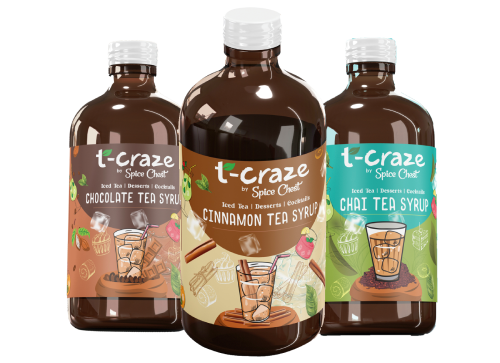 t-craze
by Spice Chest
Iced Tea | Desserts | Cocktails
CHOCOLATE TEA SYRUP
t-craze
by Spice Chest
Iced Tea | Desserts | Cocktails
CINNAMON TEA SYRUP
t-craze
by Spice Chest
Iced Tea | Desserts | Cocktails
CHAI TEA SYRUP